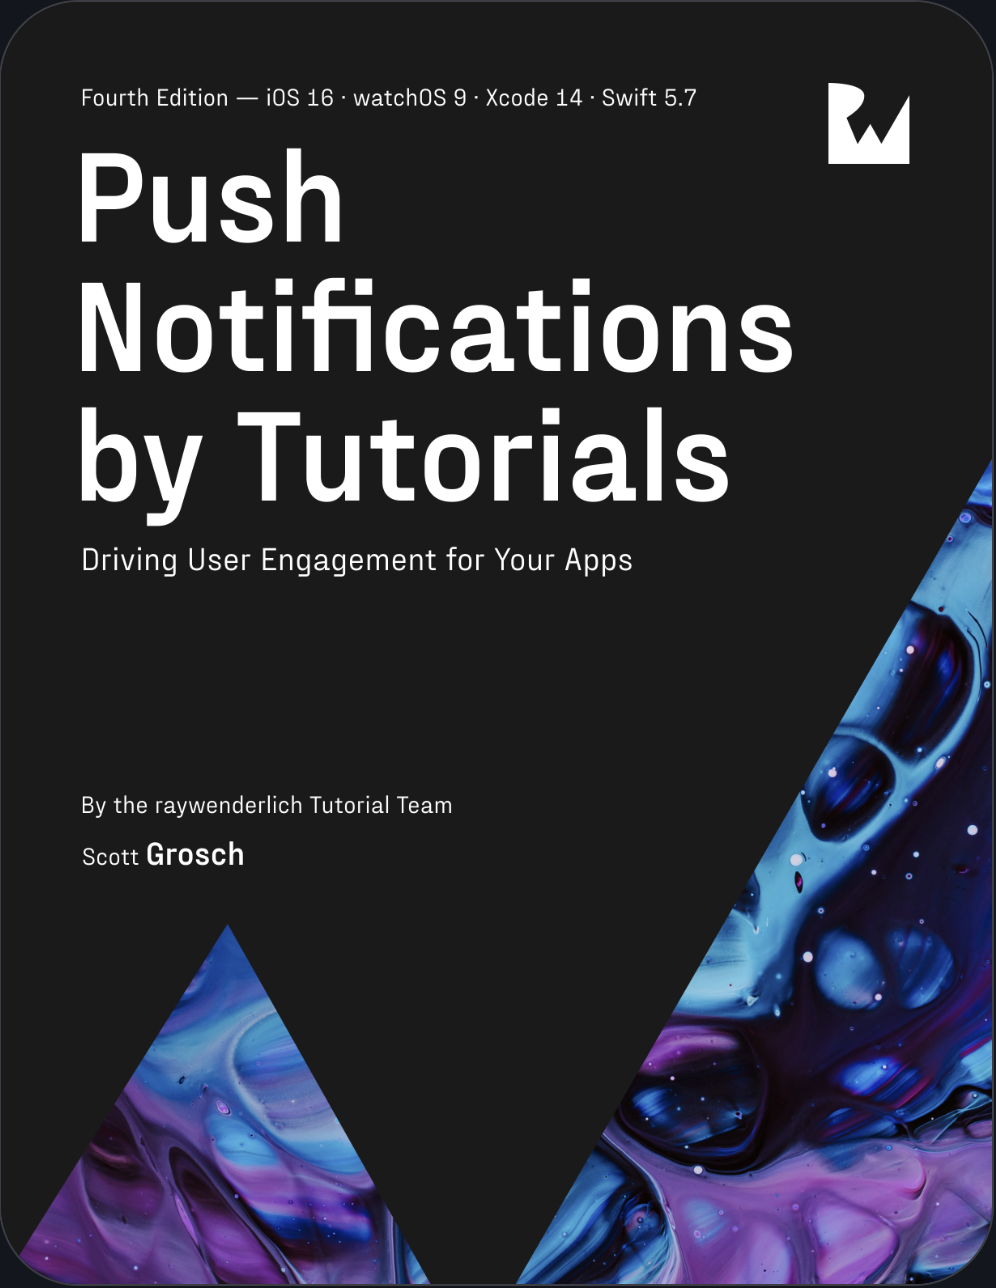 Fourth Edition — iOS 16 · watchOS 9 · Xcode 14 · Swift 5.7
Push
Notifications
by Tutorials
Driving User Engagement for Your Apps
By the raywenderlich Tutorial Team
Scott Grosch